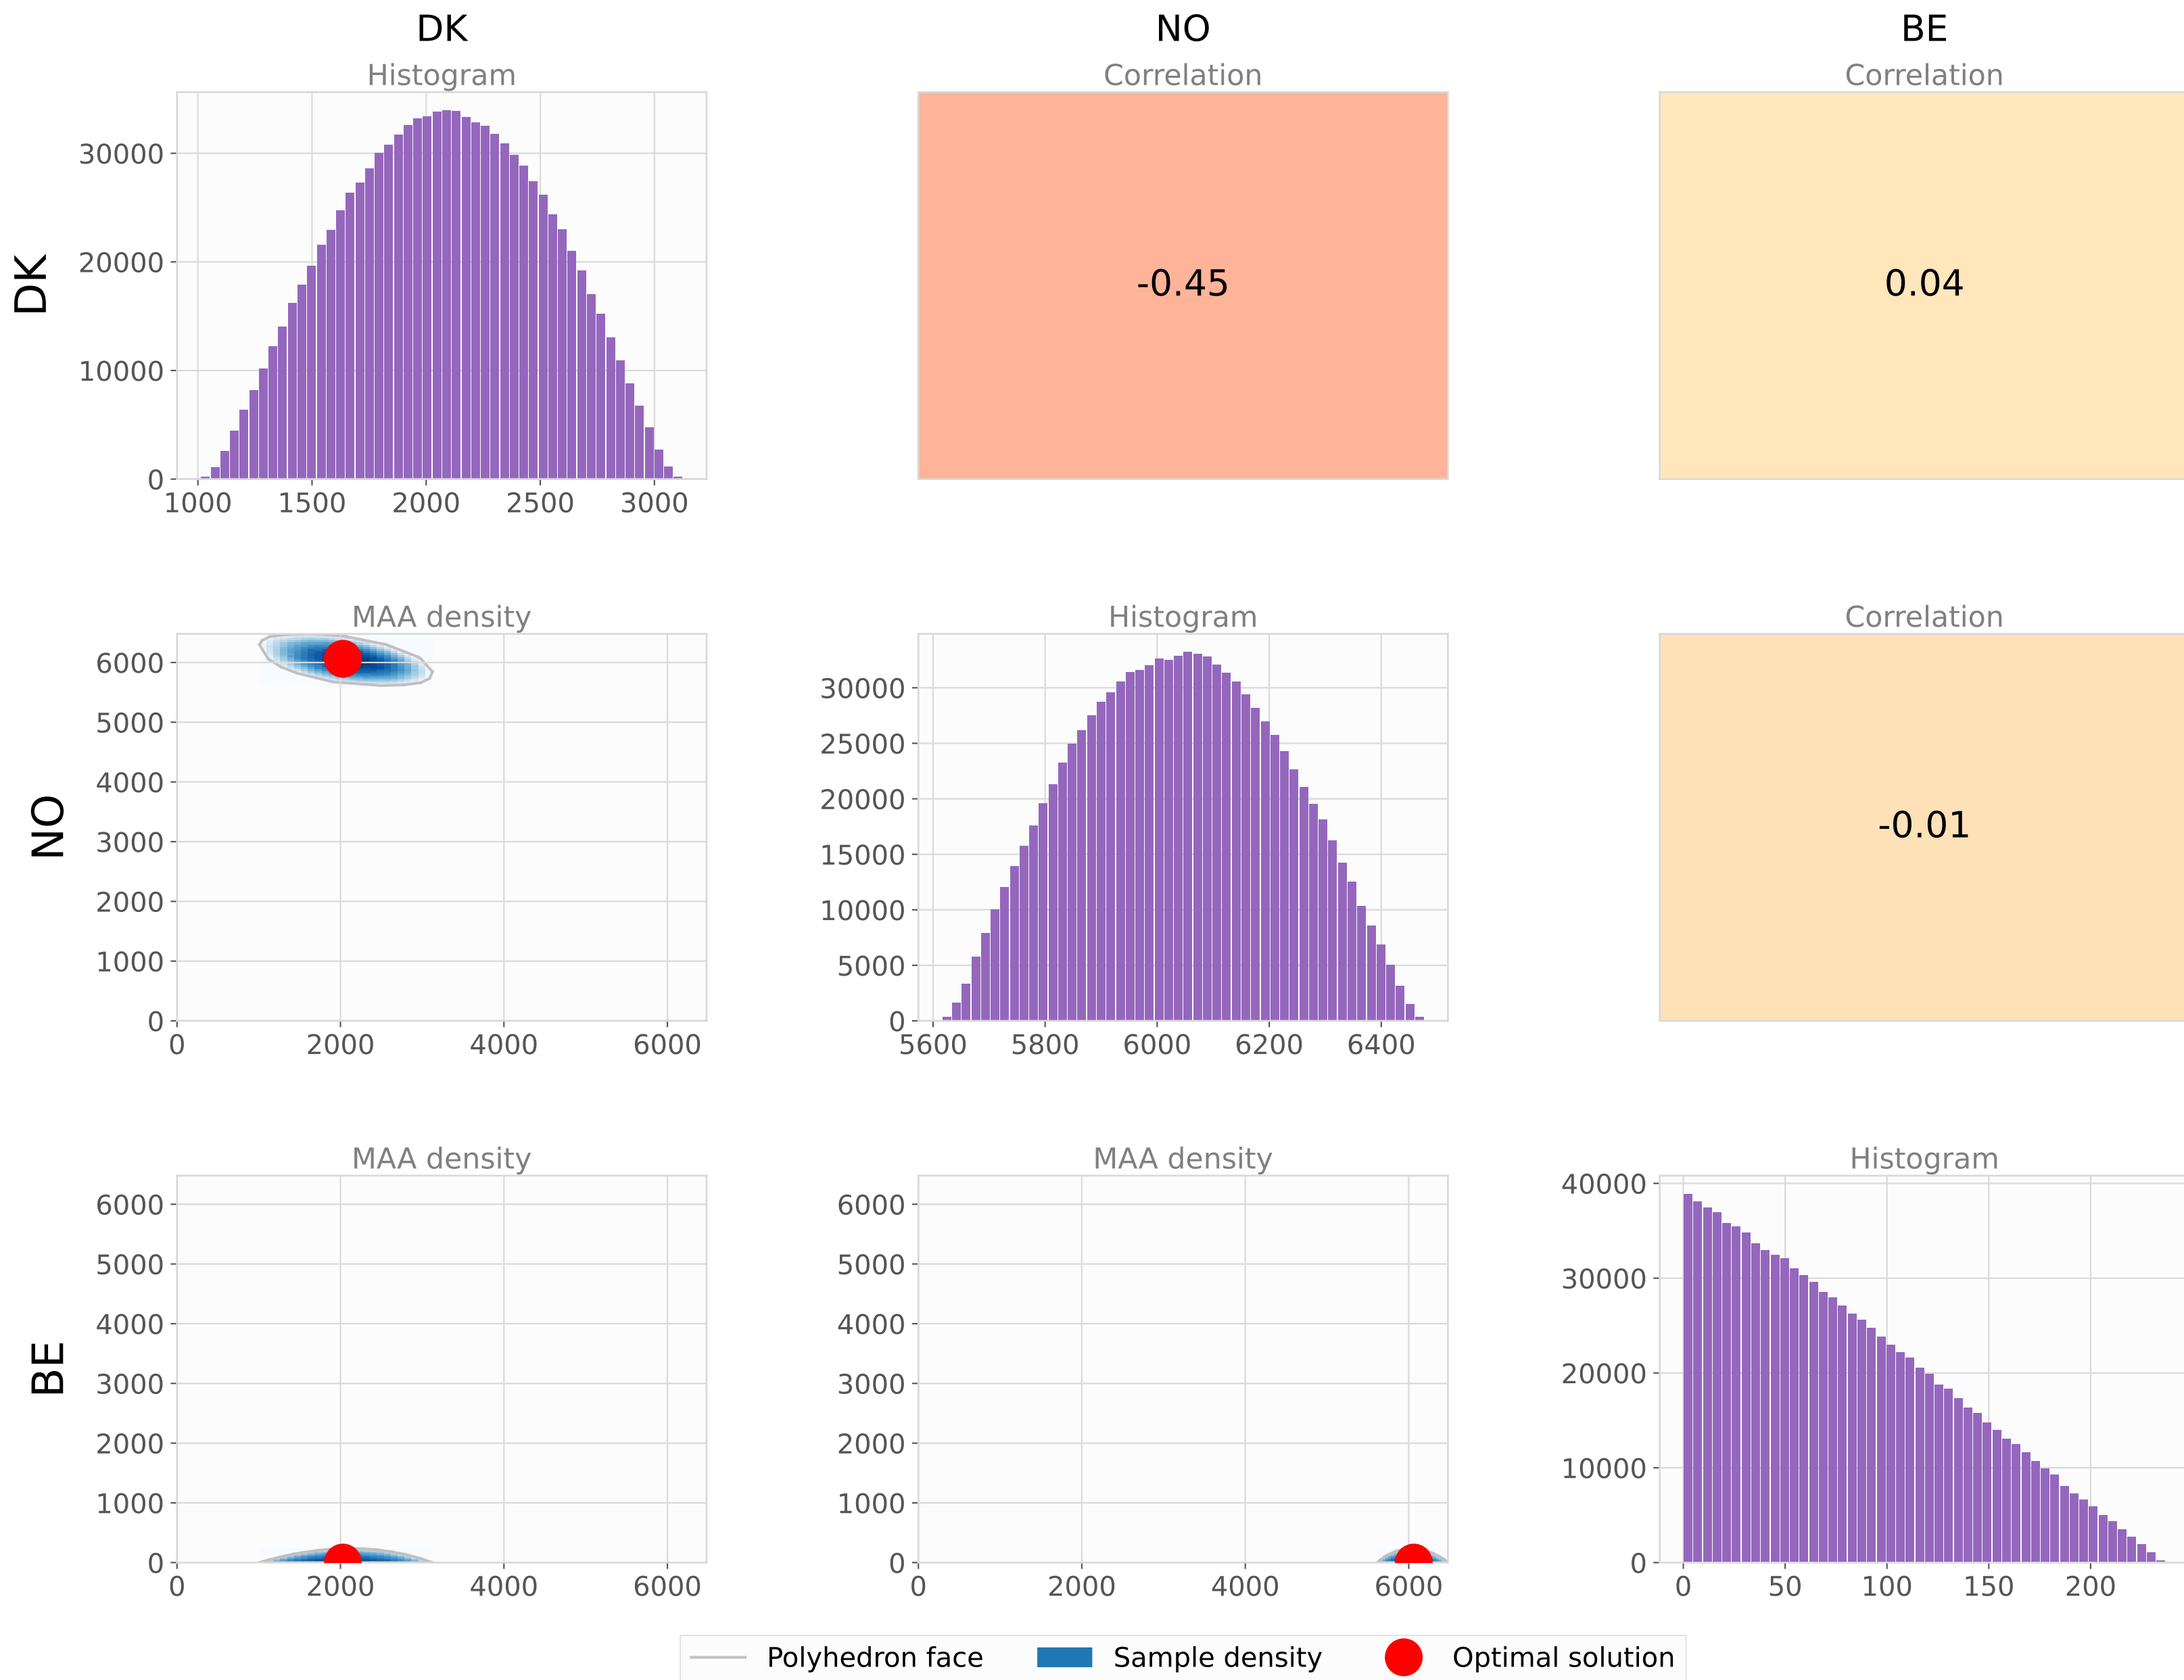 DK NO BE
Histogram Correlation Correlation
DK
30000
20000
10000
0
1000 1500 2000 2500 3000
-0.45
0.04
MAA density Histogram Correlation
NO
6000
5000
4000
3000
2000
1000
0
0 2000 4000 6000
30000
25000
20000
15000
10000
5000
0
5600 5800 6000 6200 6400
-0.01
MAA density MAA density Histogram
BE
6000
5000
4000
3000
2000
1000
0
0 2000 4000 6000
6000
5000
4000
3000
2000
1000
0
0 2000 4000 6000
40000
30000
20000
10000
0
0 50 100 150 200
Polyhedron face Sample density Optimal solution